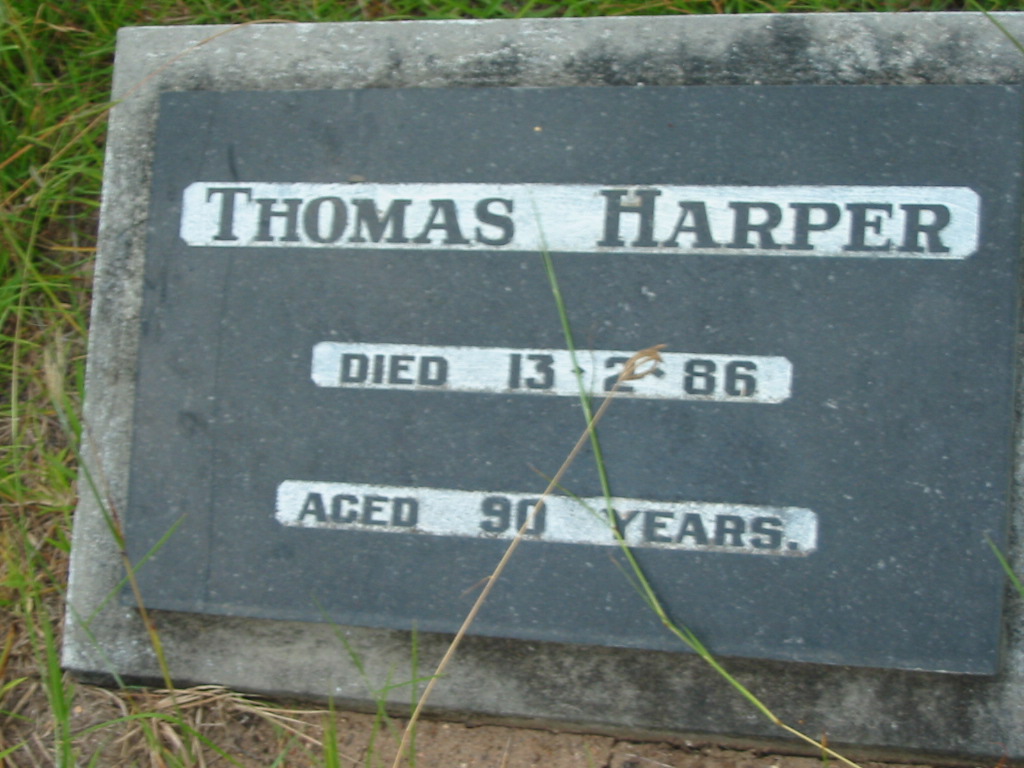 THOMAS HARPER
DIED 13·2·86
AGED 90 YEARS.